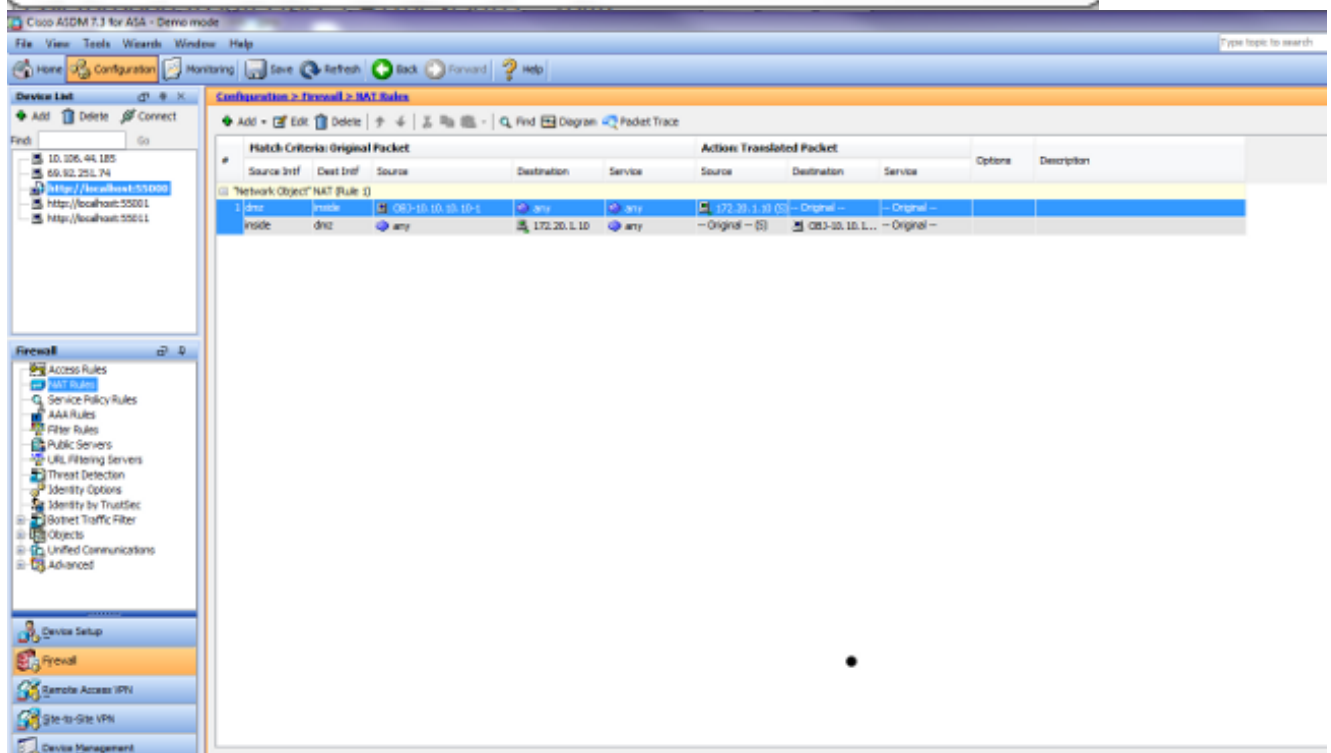 Cisco ASDM 7.3 for ASA - Demo mode
File View Tools Wizards Window Help
Type topic to search
Home Configuration Monitoring Save Refresh Back Forward Help
Device List
Add Delete Connect
Find: Go
10.106.44.185
69.92.251.74
http://localhost:55000
http://localhost:55001
http://localhost:55011
Configuration > Firewall > NAT Rules
Add Edit Delete Find Diagram Packet Trace
Match Criteria: Original Packet Action: Translated Packet
# Source Intf Dest Intf Source Destination Service Source Destination Service Options Description
"Network Object" NAT (Rule 1)
1 dmz inside OBJ-10.10.10.10-1 any any 172.20.1.10 (S) -- Original -- -- Original --
inside dmz any 172.20.1.10 any -- Original -- (S) OBJ-10.10.1... -- Original --
Firewall
Access Rules
NAT Rules
Service Policy Rules
AAA Rules
Filter Rules
Public Servers
URL Filtering Servers
Threat Detection
Identity Options
Identity by TrustSec
Botnet Traffic Filter
Objects
Unified Communications
Advanced
Device Setup
Firewall
Remote Access VPN
Site-to-Site VPN
Device Management